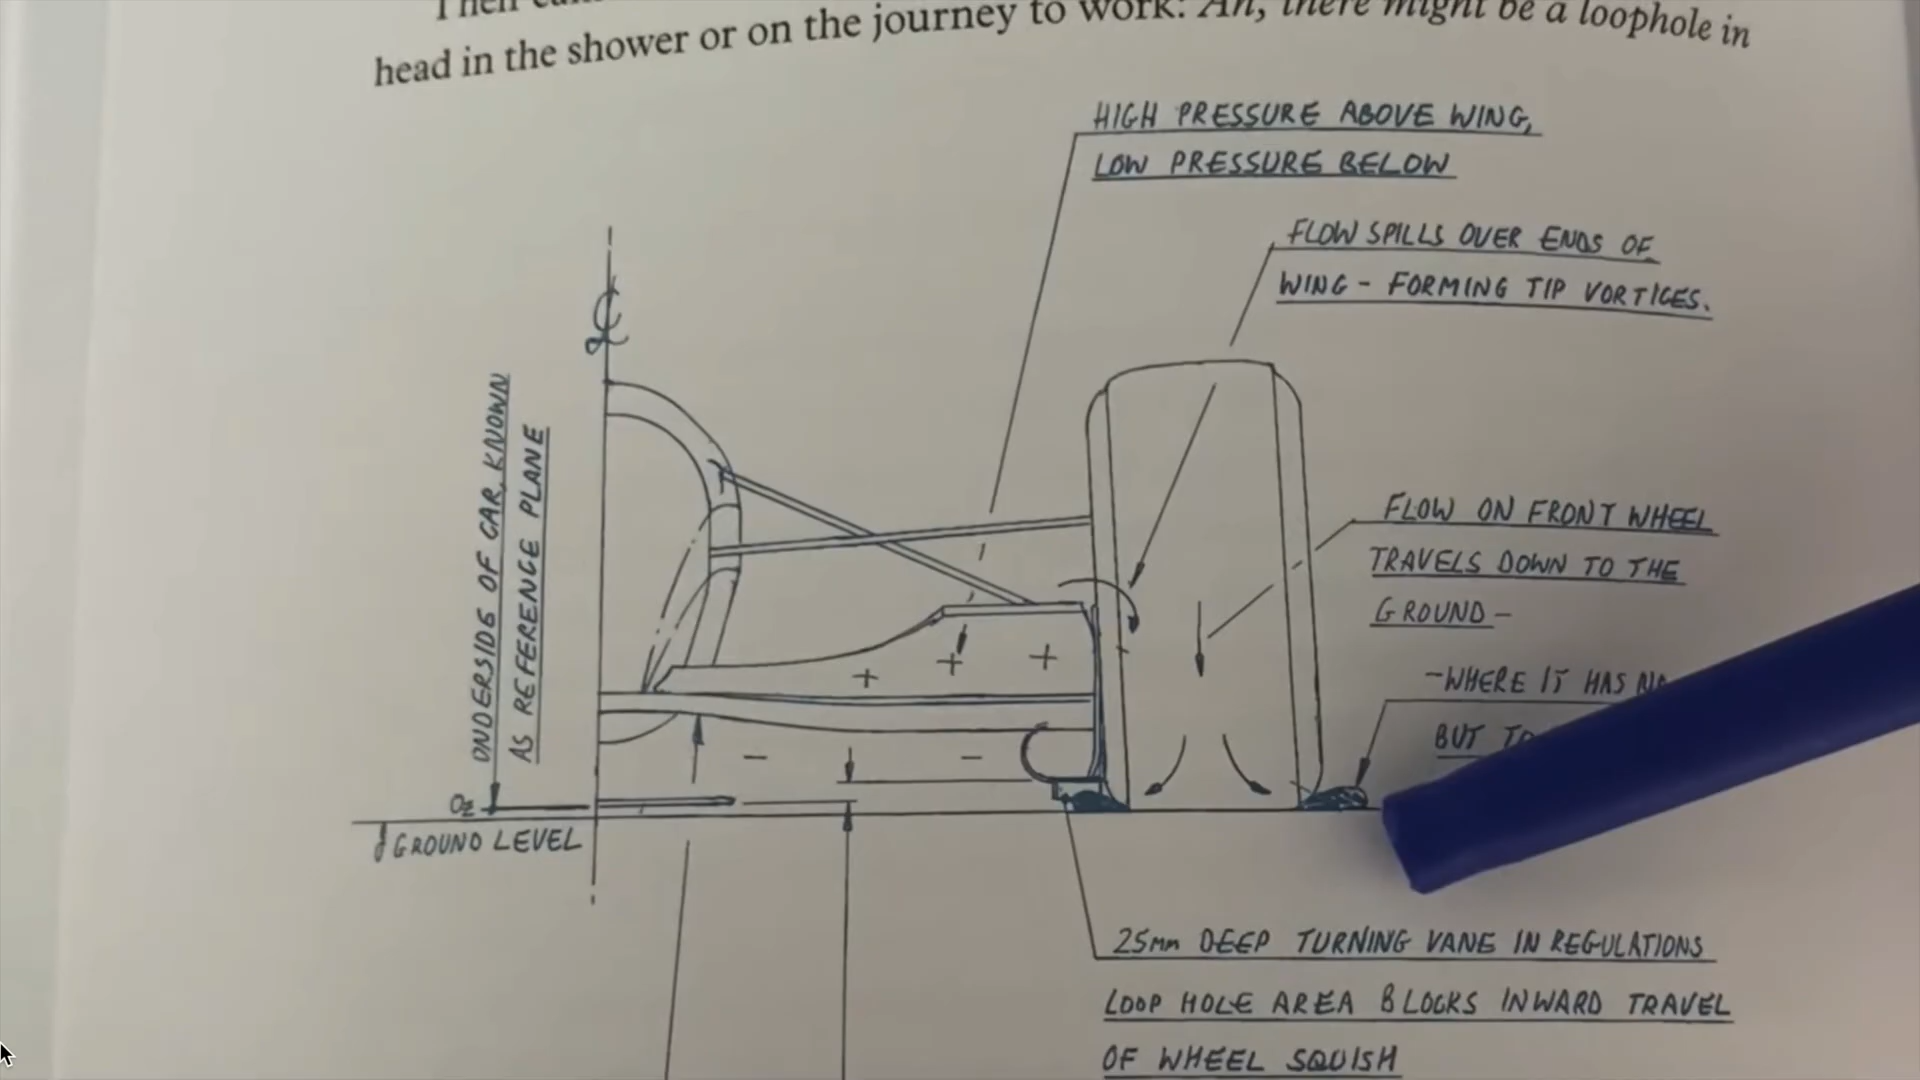 Then
head in the shower or on the journey to work: Ah, there might be a loophole in
HIGH PRESSURE ABOVE WING,
LOW PRESSURE BELOW
FLOW SPILLS OVER ENDS OF
WING - FORMING TIP VORTICES.
℄
UNDERSIDE OF CAR, KNOWN
AS REFERENCE PLANE
FLOW ON FRONT WHEEL
TRAVELS DOWN TO THE
GROUND -
-WHERE IT HAS
BUT
+ + +
- -
OZ
GROUND LEVEL
25mm DEEP TURNING VANE IN REGULATIONS
LOOP HOLE AREA BLOCKS INWARD TRAVEL
OF WHEEL SQUISH